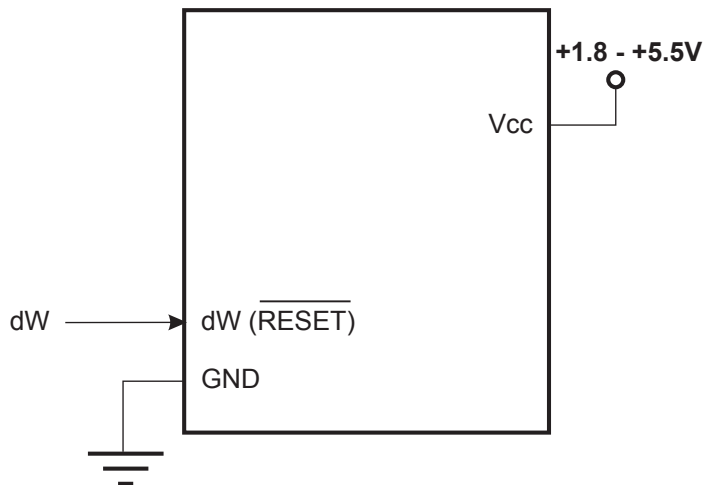 +1.8 - +5.5V
Vcc
dW
dW (RESET)
GND